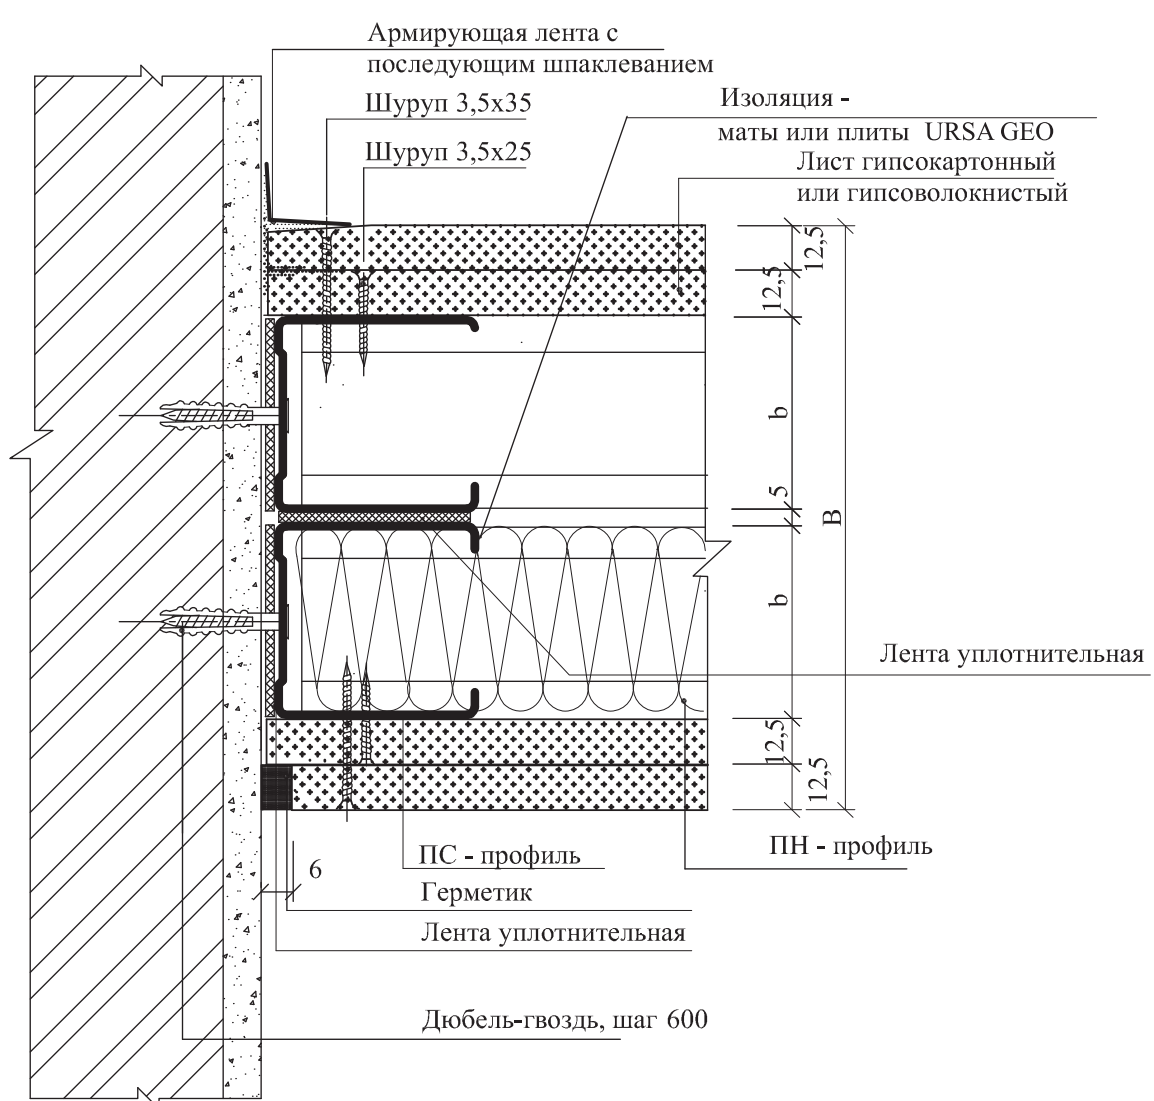 Армирующая лента с
последующим шпаклеванием
Шуруп 3,5х35
Изоляция -
маты или плиты URSA GEO
Шуруп 3,5х25
Лист гипсокартонный
или гипсоволокнистый
12,5
12,5
b
5
B
b
Лента уплотнительная
12,5
12,5
ПН - профиль
ПС - профиль
6
Герметик
Лента уплотнительная
Дюбель-гвоздь, шаг 600